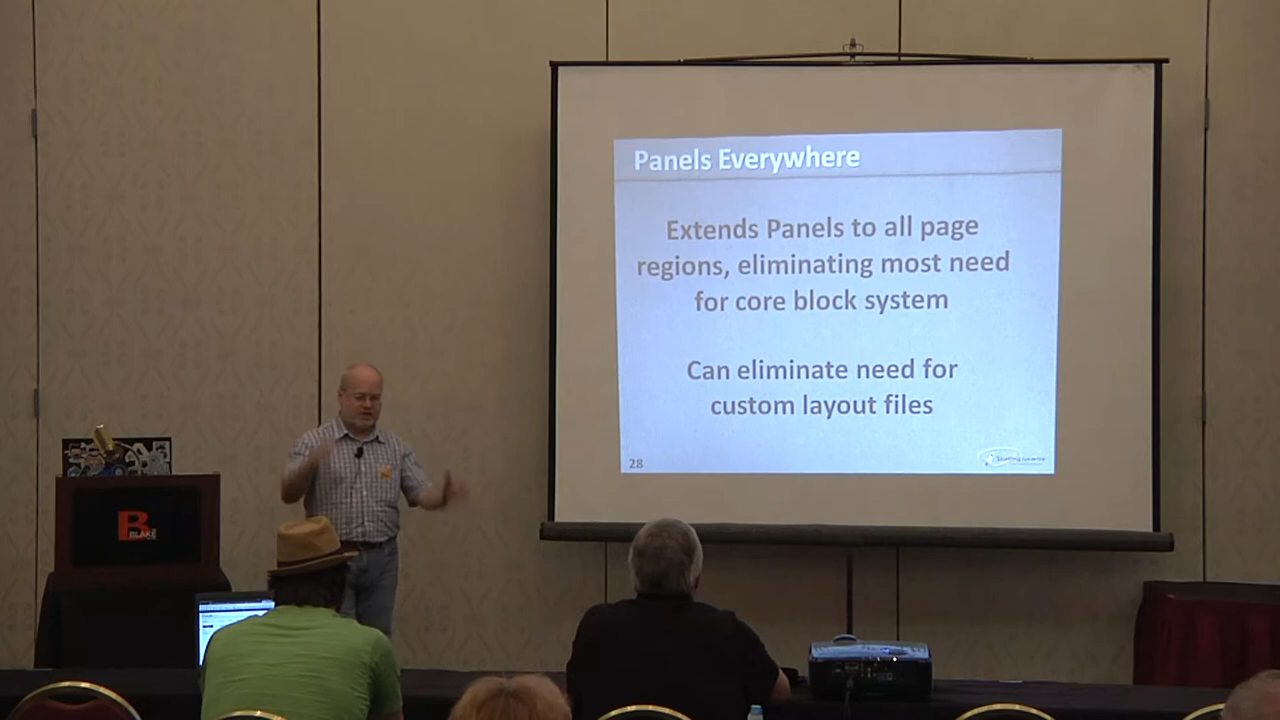 Panels Everywhere
Extends Panels to all page
regions, eliminating most need
for core block system
Can eliminate need for
custom layout files
28
B
BLAKE